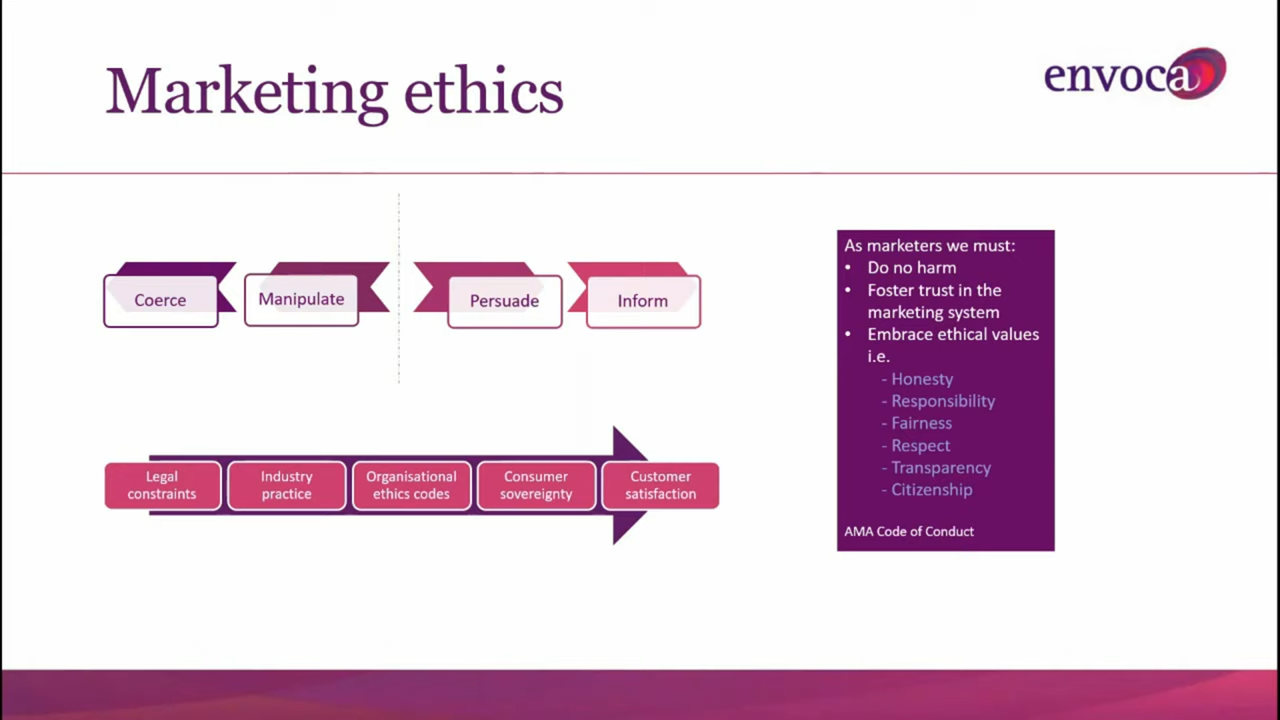 Marketing ethics
envoca
Coerce
Manipulate
Persuade
Inform
Legal
constraints
Industry
practice
Organisational
ethics codes
Consumer
sovereignty
Customer
satisfaction
As marketers we must:
• Do no harm
• Foster trust in the
marketing system
• Embrace ethical values
i.e.
- Honesty
- Responsibility
- Fairness
- Respect
- Transparency
- Citizenship
AMA Code of Conduct